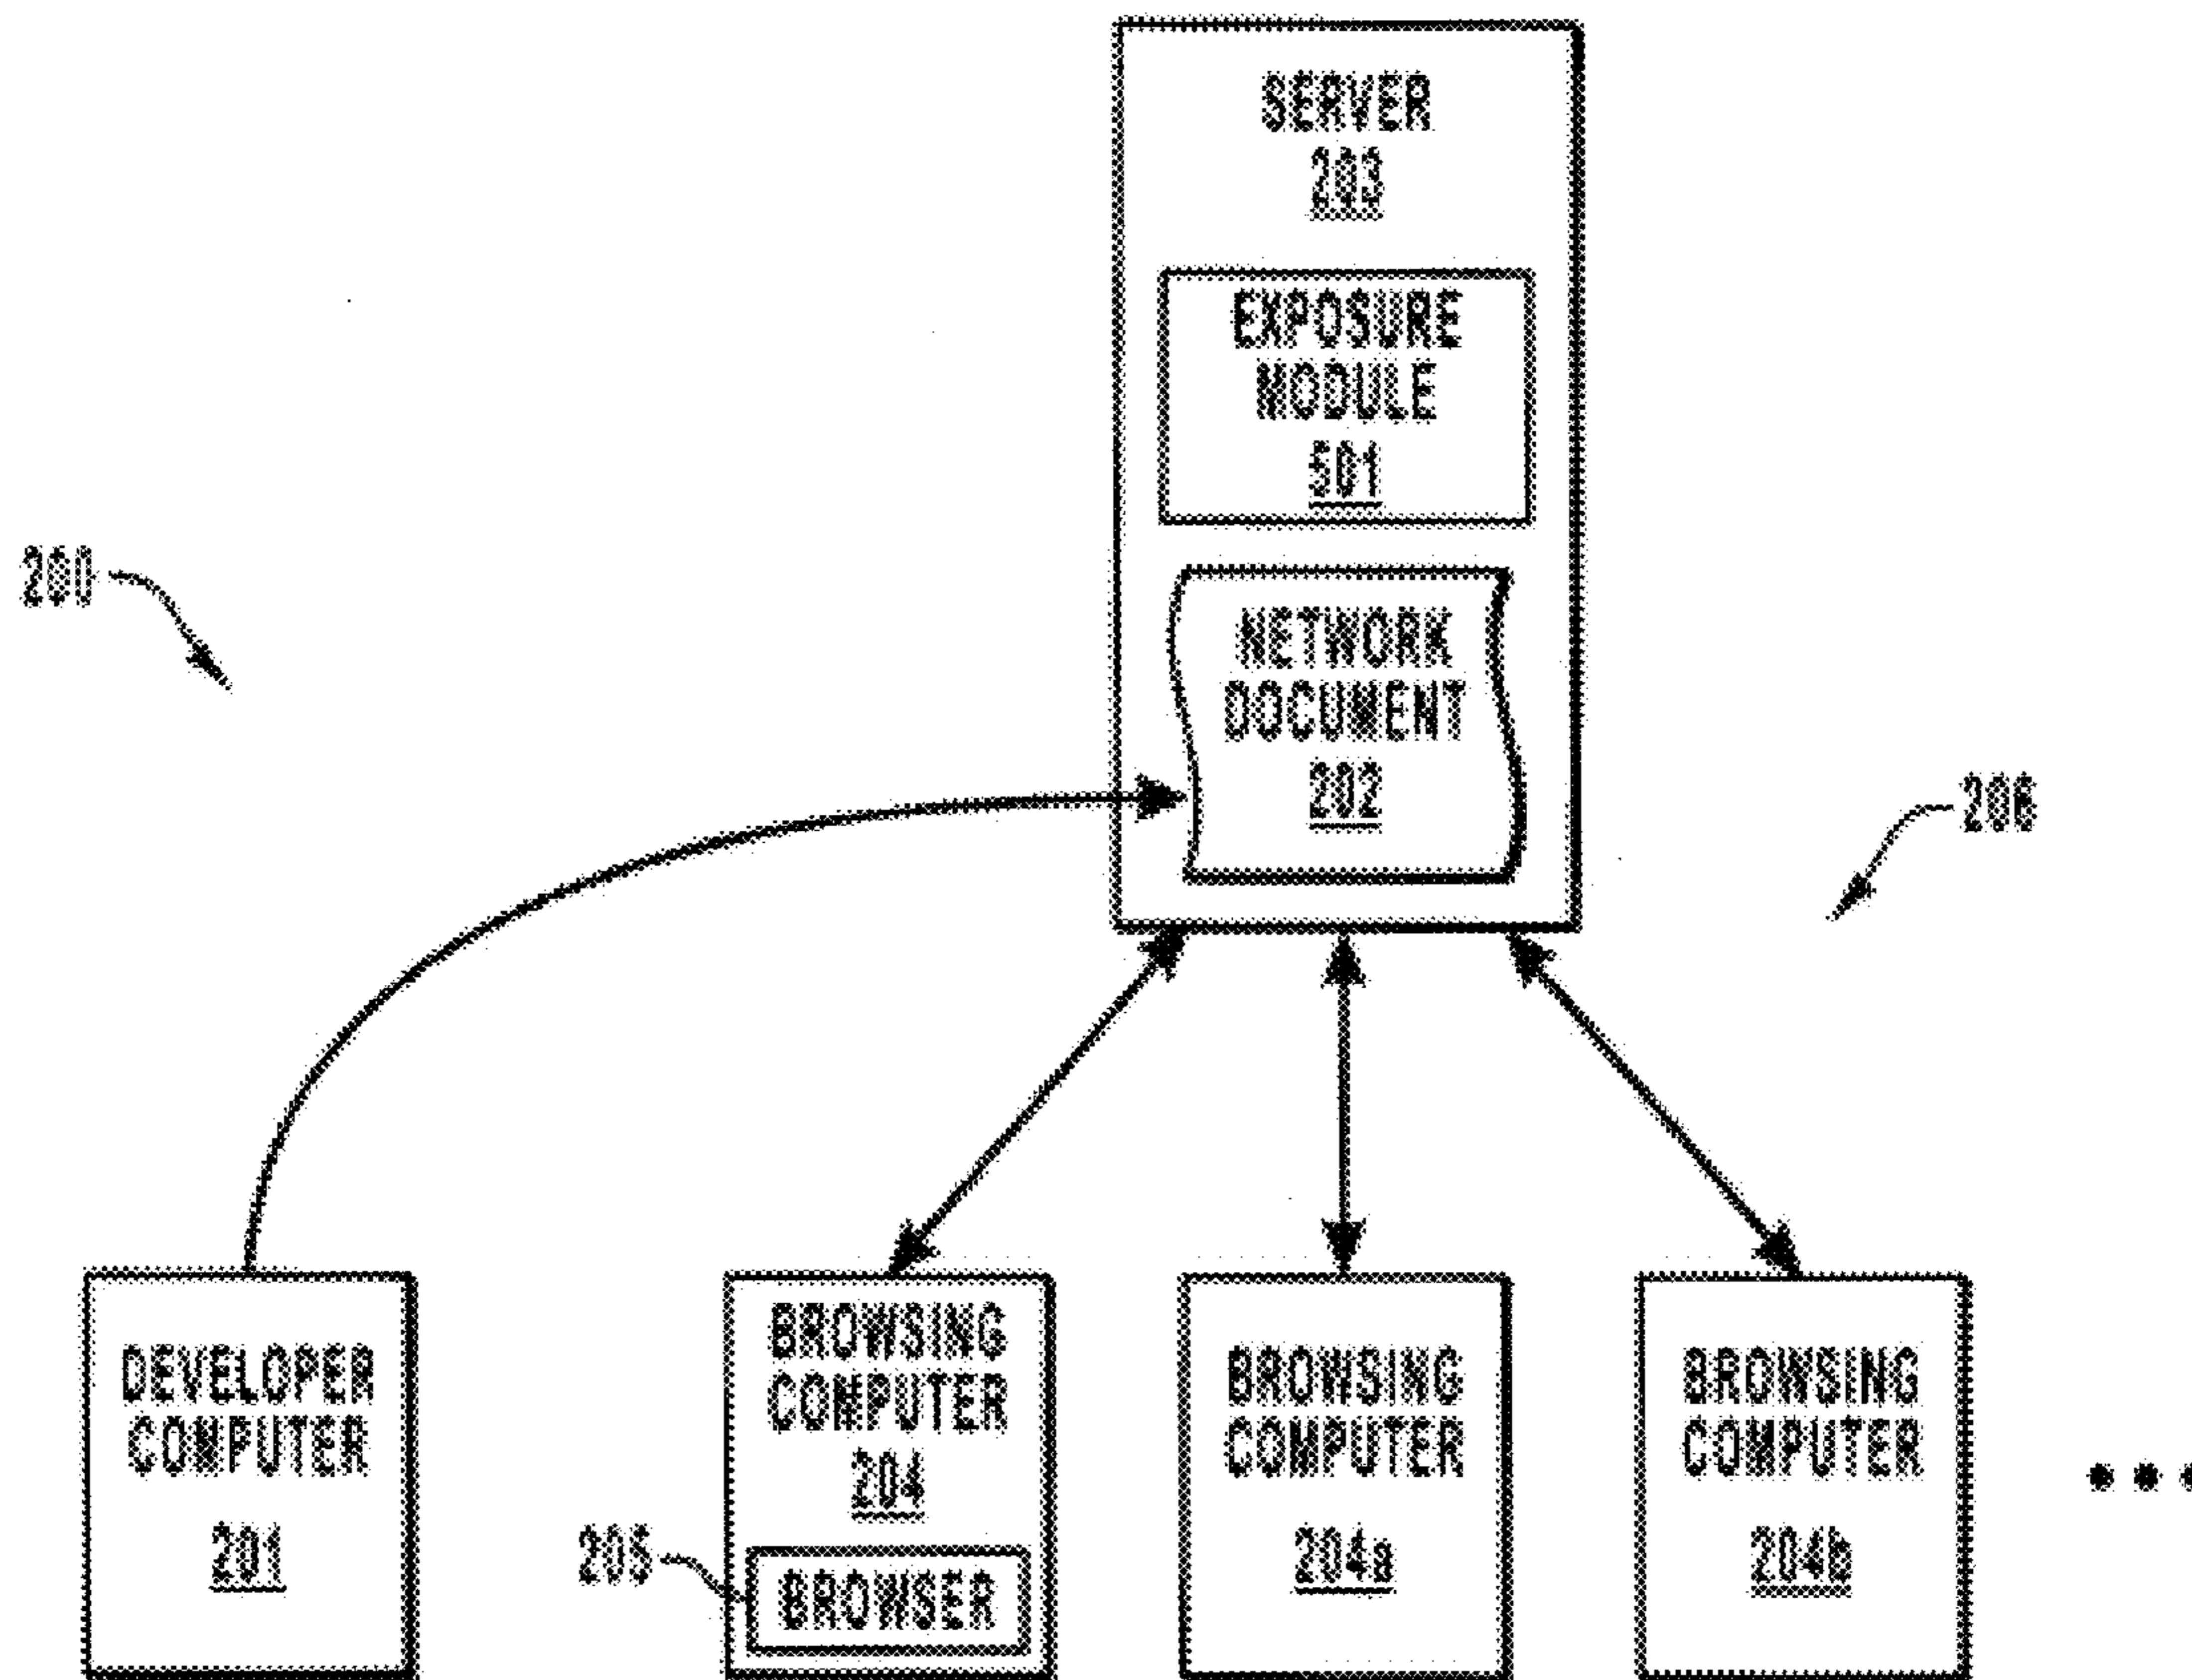 SERVER
203
EXPOSURE
MODULE
501
200
NETWORK
DOCUMENT
202
206
DEVELOPER
COMPUTER
201
BROWSING
COMPUTER
204
205
BROWSER
BROWSING
COMPUTER
204a
BROWSING
COMPUTER
204b
•••